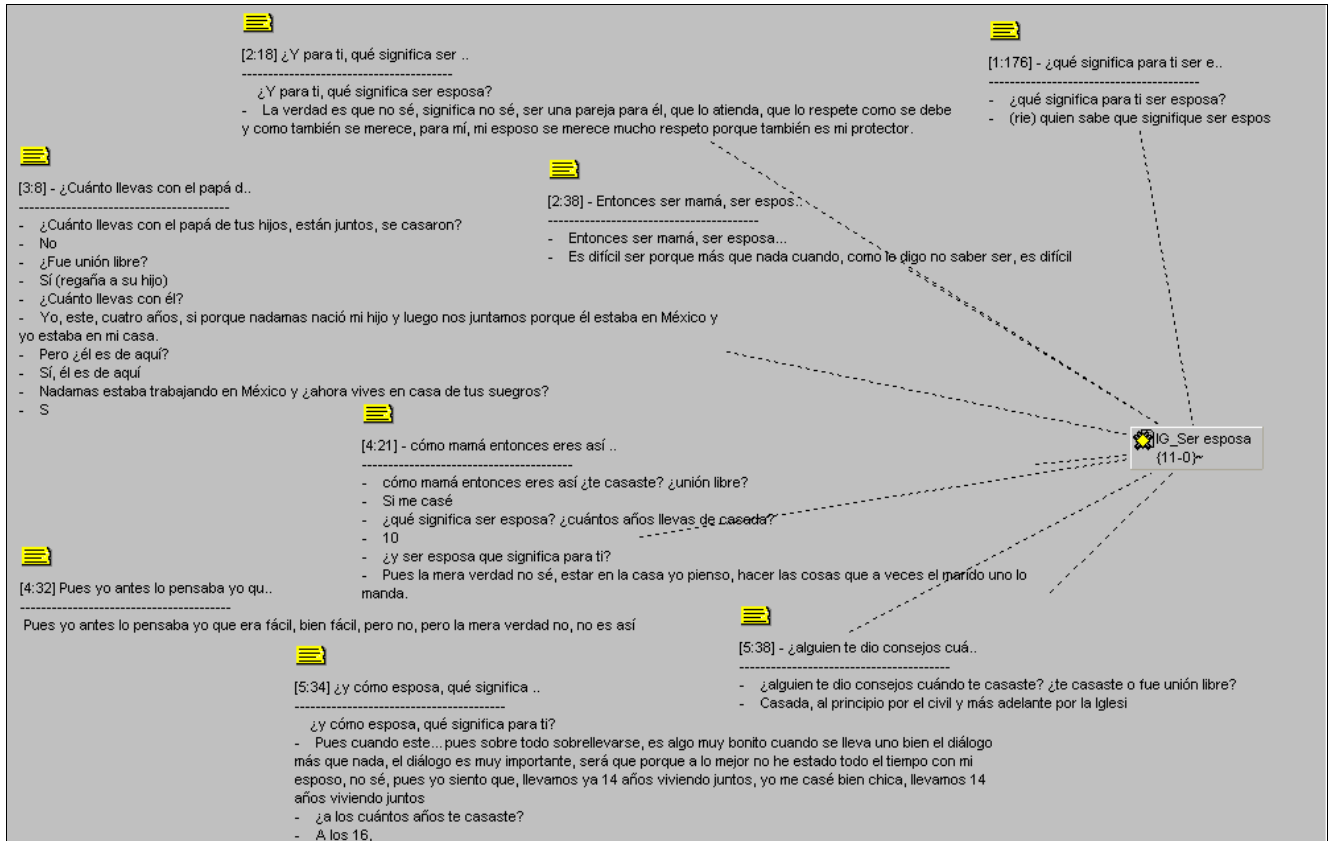 [2:18] ¿Y para ti, qué significa ser ..
----------------------------------------
¿Y para ti, qué significa ser esposa?
- La verdad es que no sé, significa no sé, ser una pareja para él, que lo atienda, que lo respete como se debe
y como también se merece, para mí, mi esposo se merece mucho respeto porque también es mi protector.
[1:176] - ¿qué significa para ti ser e..
----------------------------------------
- ¿qué significa para ti ser esposa?
- (rie) quien sabe que signifique ser espos
[3:8] - ¿Cuánto llevas con el papá d..
----------------------------------------
- ¿Cuánto llevas con el papá de tus hijos, están juntos, se casaron?
- No
- ¿Fue unión libre?
- Sí (regaña a su hijo)
- ¿Cuánto llevas con él?
- Yo, este, cuatro años, si porque nadamas nació mi hijo y luego nos juntamos porque él estaba en México y
yo estaba en mi casa.
- Pero ¿él es de aquí?
- Sí, él es de aquí
- Nadamas estaba trabajando en México y ¿ahora vives en casa de tus suegros?
- S
[2:38] - Entonces ser mamá, ser espos..
----------------------------------------
- Entonces ser mamá, ser esposa...
- Es difícil ser porque más que nada cuando, como le digo no saber ser, es difícil
IG_Ser esposa
{11-0}~
[4:21] - cómo mamá entonces eres así ..
----------------------------------------
- cómo mamá entonces eres así ¿te casaste? ¿unión libre?
- Si me casé
- ¿qué significa ser esposa? ¿cuántos años llevas de casada?
- 10
- ¿y ser esposa que significa para ti?
- Pues la mera verdad no sé, estar en la casa yo pienso, hacer las cosas que a veces el marido uno lo
manda.
[4:32] Pues yo antes lo pensaba yo qu..
----------------------------------------
Pues yo antes lo pensaba yo que era fácil, bien fácil, pero no, pero la mera verdad no, no es así
[5:38] - ¿alguien te dio consejos cuá..
----------------------------------------
- ¿alguien te dio consejos cuándo te casaste? ¿te casaste o fue unión libre?
- Casada, al principio por el civil y más adelante por la Iglesi
[5:34] ¿y cómo esposa, qué significa ..
----------------------------------------
¿y cómo esposa, qué significa para ti?
- Pues cuando este... pues sobre todo sobrellevarse, es algo muy bonito cuando se lleva uno bien el diálogo
más que nada, el diálogo es muy importante, será que porque a lo mejor no he estado todo el tiempo con mi
esposo, no sé, pues yo siento que, llevamos ya 14 años viviendo juntos, yo me casé bien chica, llevamos 14
años viviendo juntos
- ¿a los cuántos años te casaste?
- A los 16,